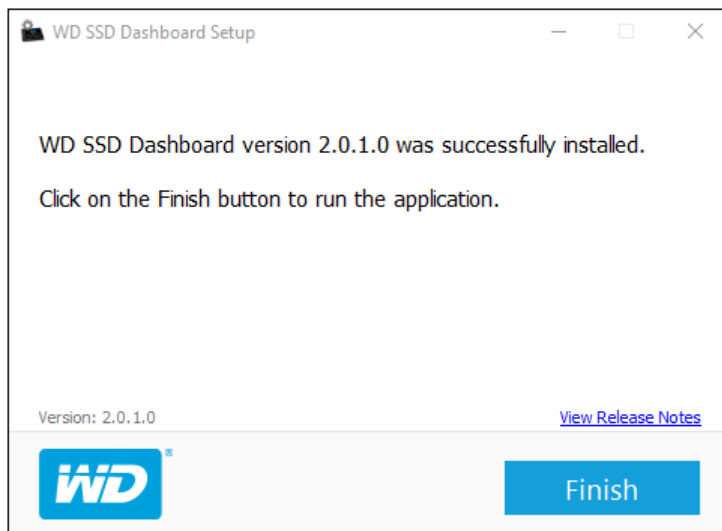 WD SSD Dashboard Setup
WD SSD Dashboard version 2.0.1.0 was successfully installed.
Click on the Finish button to run the application.
Version: 2.0.1.0
View Release Notes
WD®
Finish